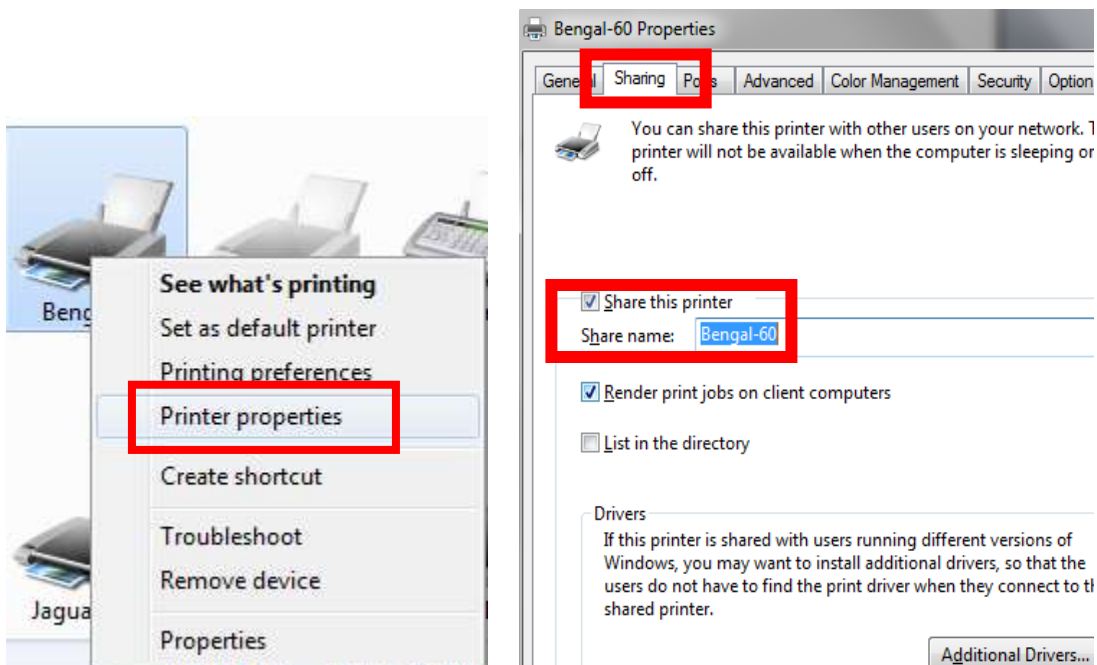 Beng
See what's printing
Set as default printer
Printing preferences
Printer properties
Create shortcut
Troubleshoot
Remove device
Jagua
Properties
Bengal-60 Properties
General Sharing Ports Advanced Color Management Security Option
You can share this printer with other users on your network. T
printer will not be available when the computer is sleeping or
off.
Share this printer
Share name: Bengal-60
Render print jobs on client computers
List in the directory
Drivers
If this printer is shared with users running different versions of
Windows, you may want to install additional drivers, so that the
users do not have to find the print driver when they connect to th
shared printer.
Additional Drivers...